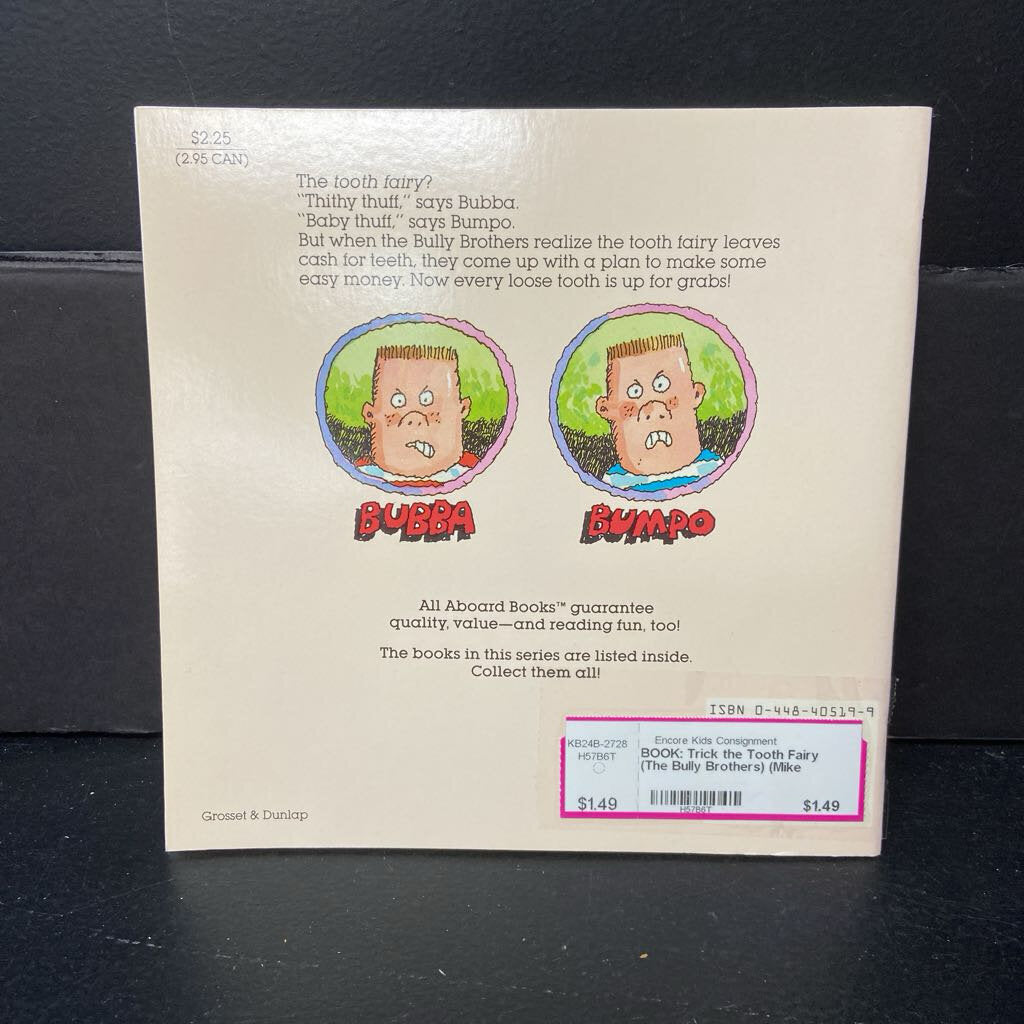 $2.25
(2.95 CAN)
The tooth fairy?
"Thithy thuff," says Bubba.
"Baby thuff," says Bumpo.
But when the Bully Brothers realize the tooth fairy leaves
cash for teeth, they come up with a plan to make some
easy money. Now every loose tooth is up for grabs!
BUBBA
BUMPO
All Aboard Books™ guarantee
quality, value—and reading fun, too!
The books in this series are listed inside.
Collect them all!
ISBN 0-448-40519-9
KB24B-2728
H57B6T
$1.49
Encore Kids Consignment
BOOK: Trick the Tooth Fairy
(The Bully Brothers) (Mike
H57B6T
$1.49
Grosset & Dunlap